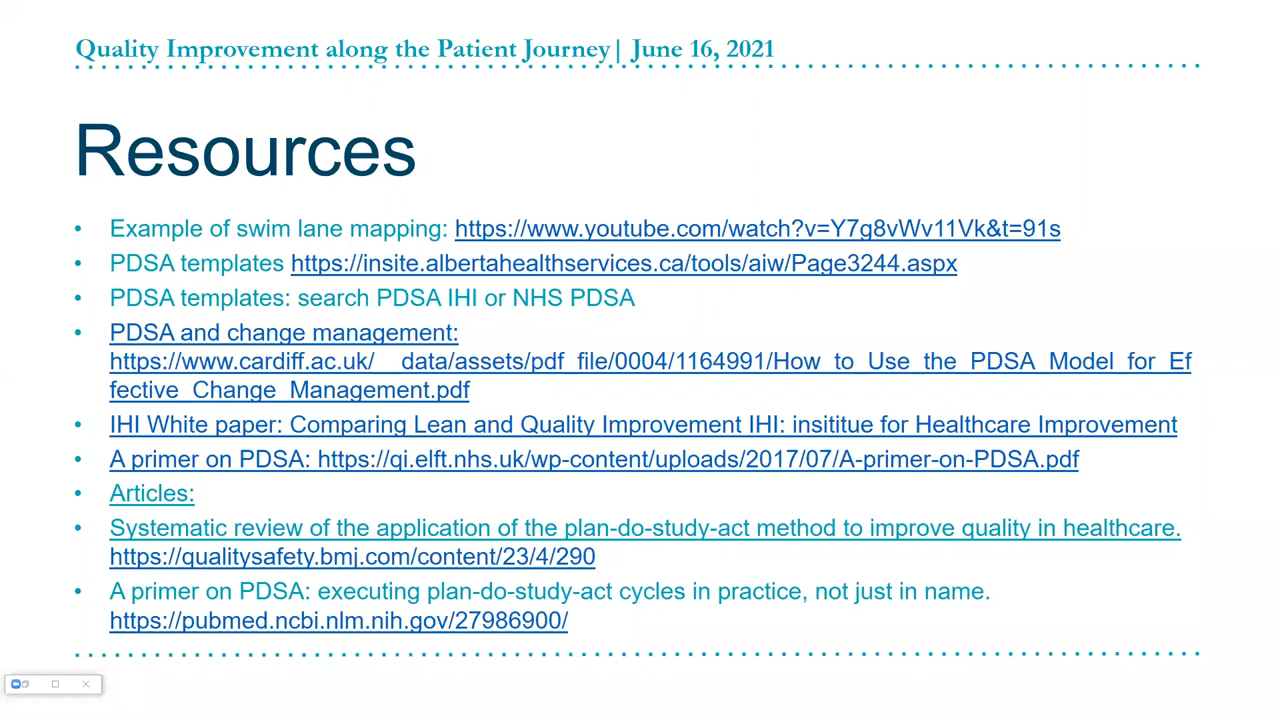 Quality Improvement along the Patient Journey| June 16, 2021
Resources
• Example of swim lane mapping: https://www.youtube.com/watch?v=Y7g8vWv11Vk&t=91s
• PDSA templates https://insite.albertahealthservices.ca/tools/aiw/Page3244.aspx
• PDSA templates: search PDSA IHI or NHS PDSA
• PDSA and change management:
https://www.cardiff.ac.uk/__data/assets/pdf_file/0004/1164991/How_to_Use_the_PDSA_Model_for_Ef
fective_Change_Management.pdf
• IHI White paper: Comparing Lean and Quality Improvement IHI: insititue for Healthcare Improvement
• A primer on PDSA: https://qi.elft.nhs.uk/wp-content/uploads/2017/07/A-primer-on-PDSA.pdf
• Articles:
• Systematic review of the application of the plan-do-study-act method to improve quality in healthcare.
https://qualitysafety.bmj.com/content/23/4/290
• A primer on PDSA: executing plan-do-study-act cycles in practice, not just in name.
https://pubmed.ncbi.nlm.nih.gov/27986900/